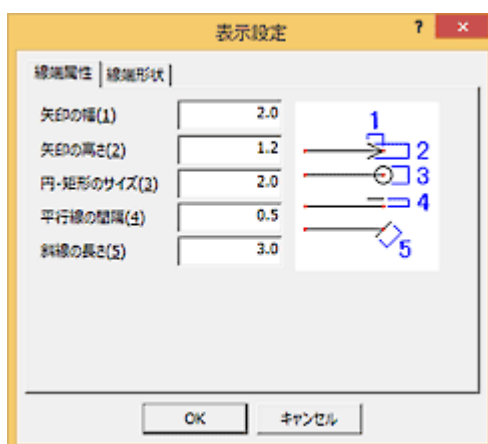 表示設定
?
×
線端属性
線端形状
矢印の幅(1) 2.0
矢印の高さ(2) 1.2
円・矩形のサイズ(3) 2.0
平行線の間隔(4) 0.5
斜線の長さ(5) 3.0
1
2
3
4
5
OK
キャンセル